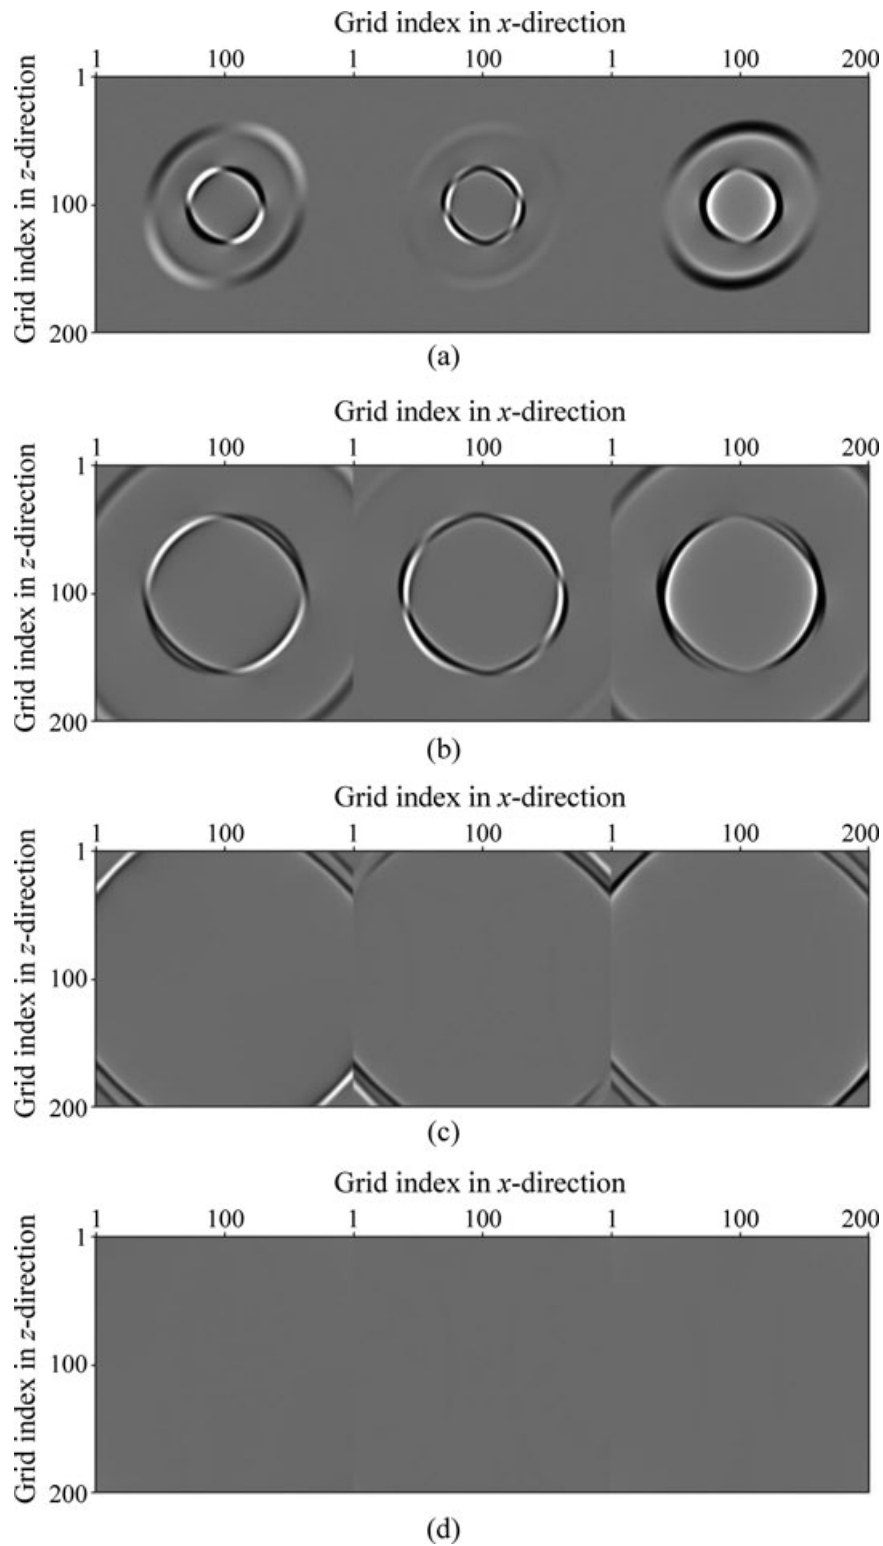 Grid index in x-direction
1 100 1 100 1 100 200
Grid index in z-direction
1
100
200
(a)
Grid index in x-direction
1 100 1 100 1 100 200
Grid index in z-direction
1
100
200
(b)
Grid index in x-direction
1 100 1 100 1 100 200
Grid index in z-direction
1
100
200
(c)
Grid index in x-direction
1 100 1 100 1 100 200
Grid index in z-direction
1
100
200
(d)